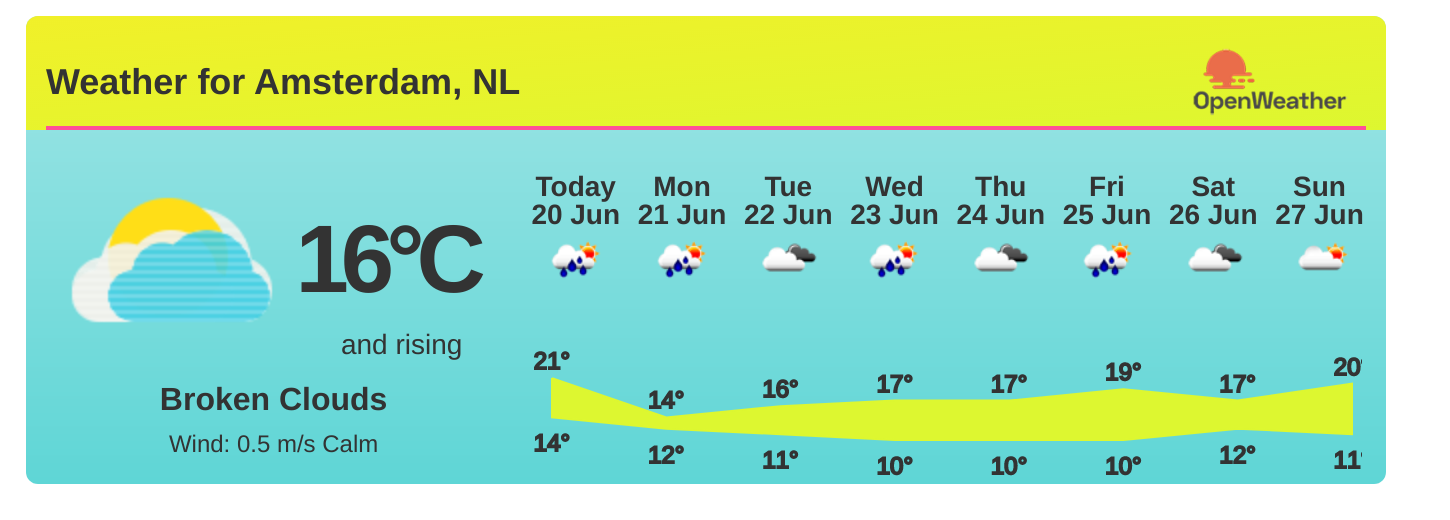 Weather for Amsterdam, NL
OpenWeather
16°C
and rising
Broken Clouds
Wind: 0.5 m/s Calm
Today Mon Tue Wed Thu Fri Sat Sun
20 Jun 21 Jun 22 Jun 23 Jun 24 Jun 25 Jun 26 Jun 27 Jun
21° 14° 16° 17° 17° 19° 17° 20°
14° 12° 11° 10° 10° 10° 12° 11°